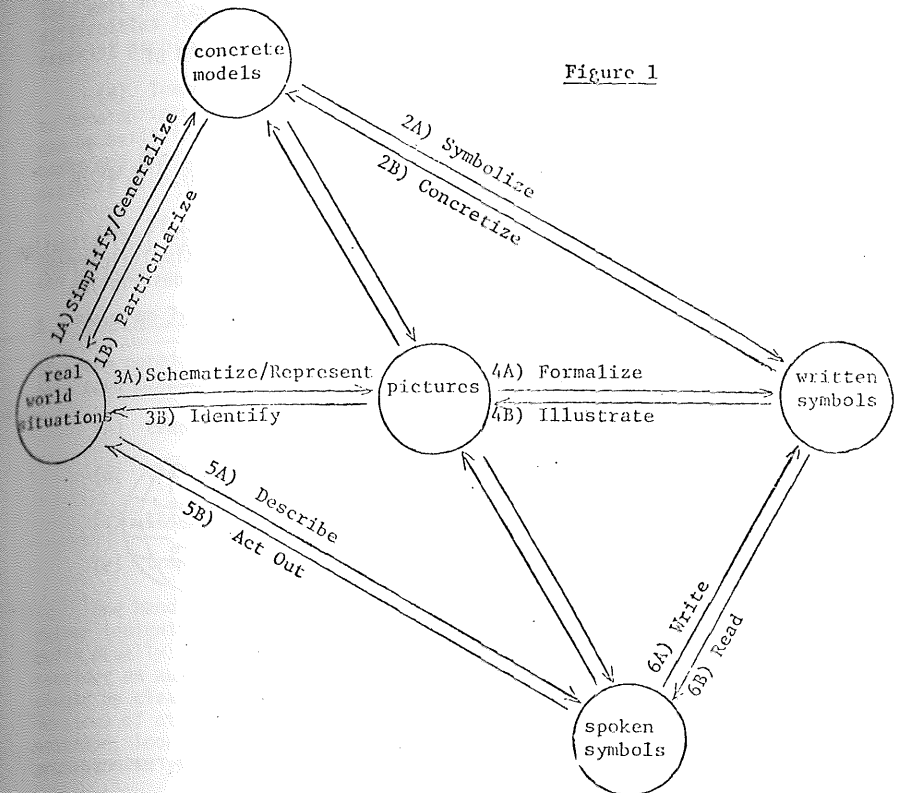 concrete
models
Figure 1
1A) Simplify/Generalize
1B) Particularize
2A) Symbolize
2B) Concretize
real
world
situations
3A) Schematize/Represent
3B) Identify
pictures
4A) Formalize
4B) Illustrate
written
symbols
5A) Describe
5B) Act Out
6A) Write
6B) Read
spoken
symbols